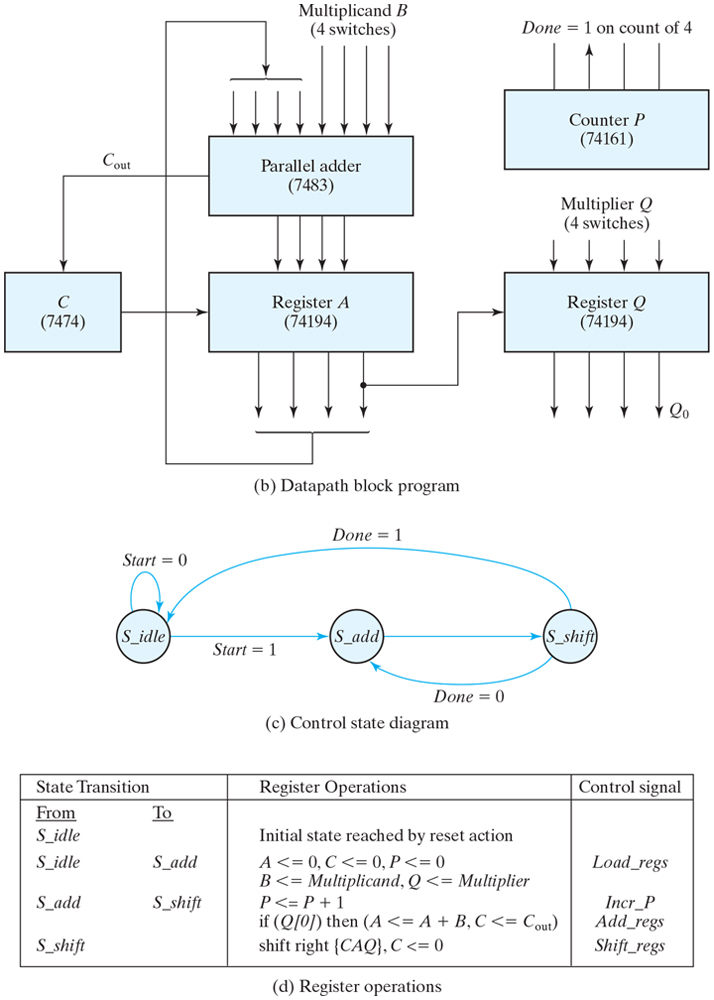 Multiplicand B
(4 switches)
Done = 1 on count of 4
Counter P
(74161)
Parallel adder
(7483)
Cout
Multiplier Q
(4 switches)
C
(7474)
Register A
(74194)
Register Q
(74194)
Q0
(b) Datapath block program
Done = 1
Start = 0
S_idle
S_add
S_shift
Start = 1
Done = 0
(c) Control state diagram
State Transition Register Operations Control signal
From To
S_idle Initial state reached by reset action
S_idle S_add A <= 0, C <= 0, P <= 0 Load_regs
B <= Multiplicand, Q <= Multiplier
S_add S_shift P <= P + 1 Incr_P
if (Q[0]) then (A <= A + B, C <= Cout) Add_regs
S_shift shift right {CAQ}, C <= 0 Shift_regs
(d) Register operations